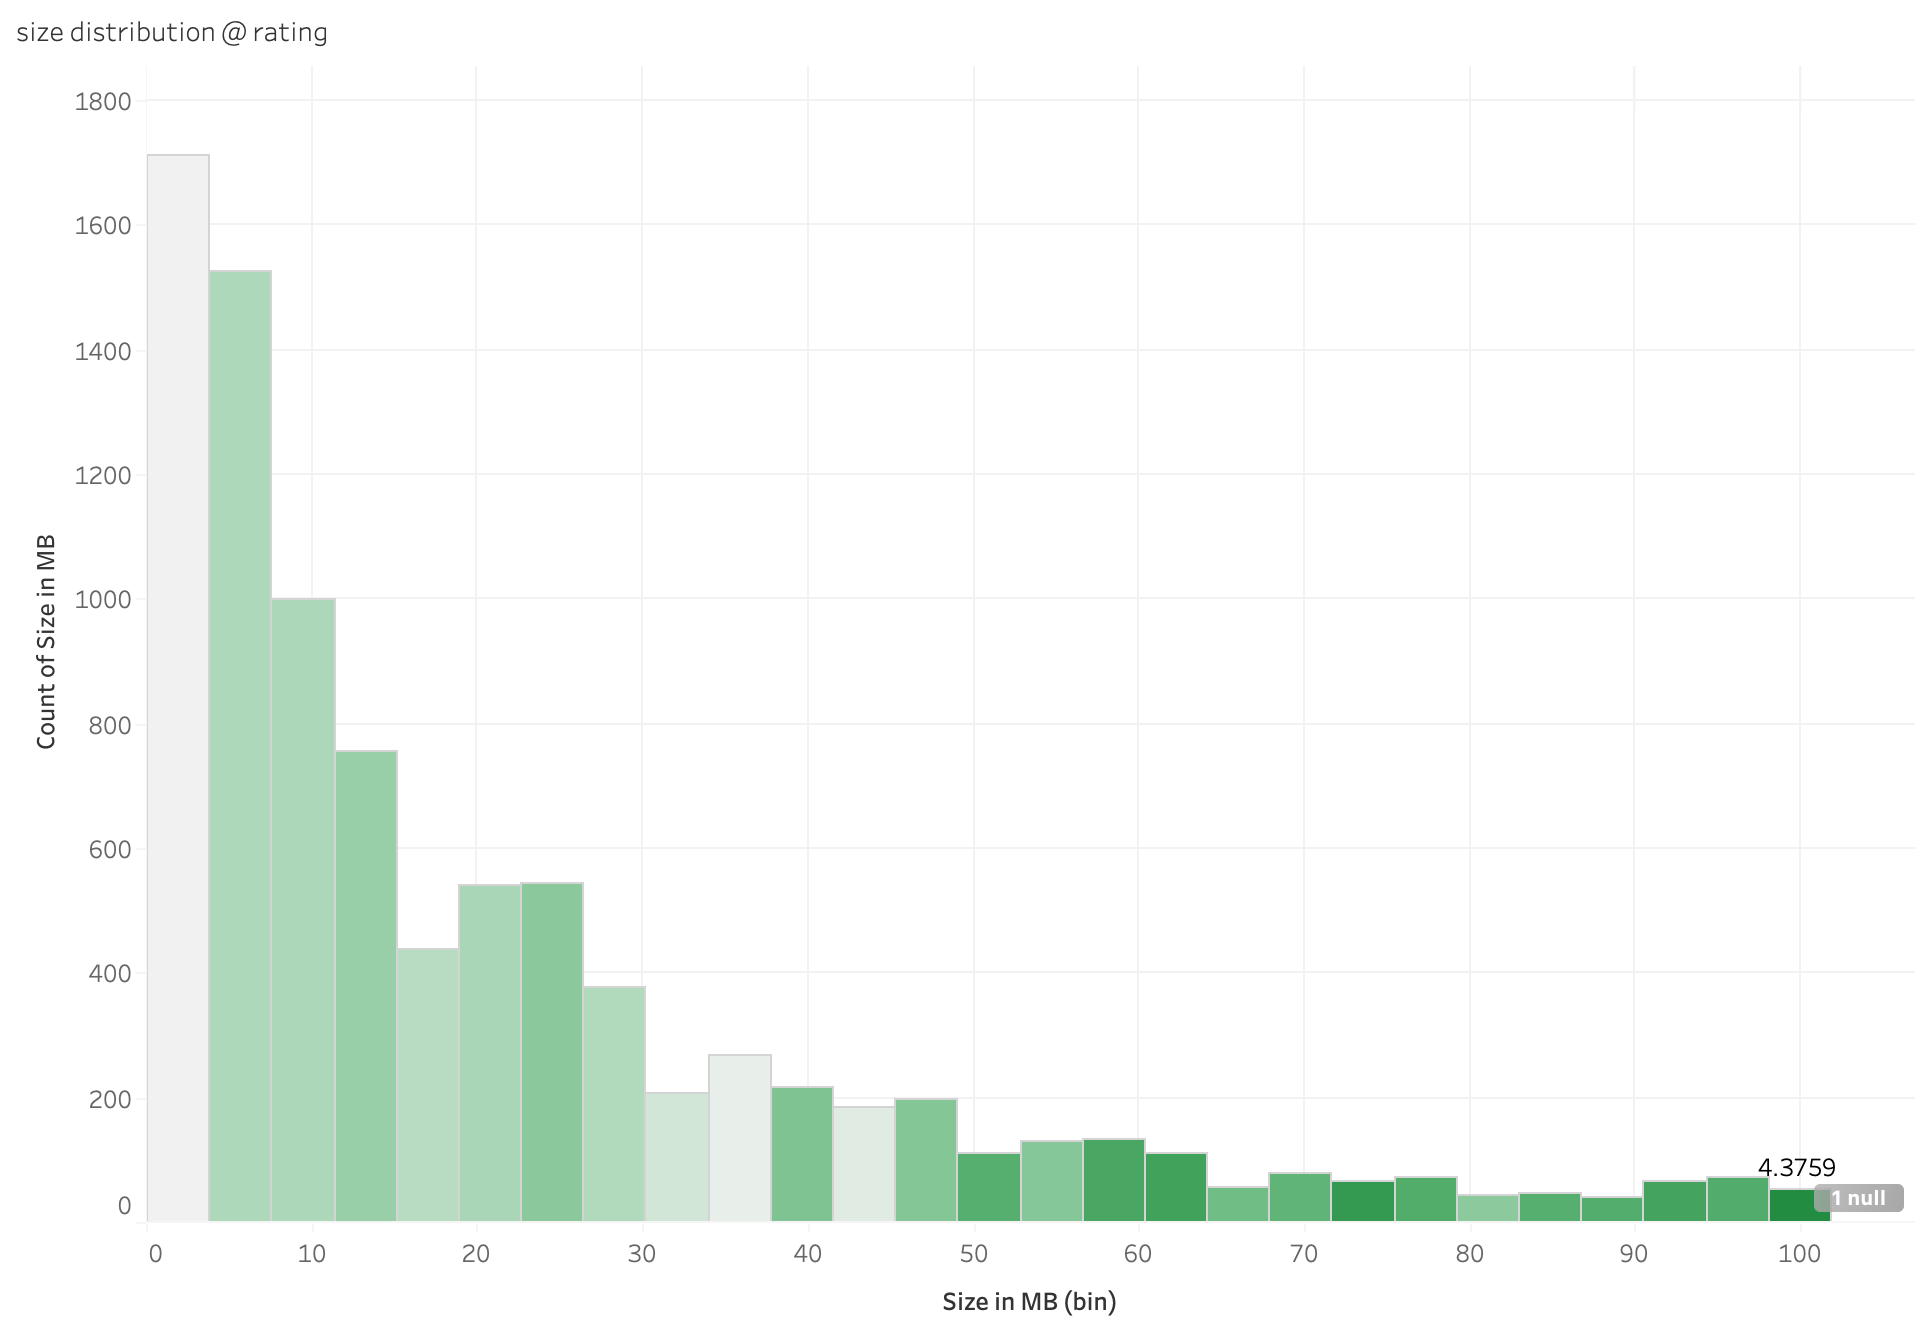 size distribution @ rating
1800
1600
1400
1200
1000
800
600
400
200
0
Count of Size in MB
4.3759
1 null
0 10 20 30 40 50 60 70 80 90 100
Size in MB (bin)